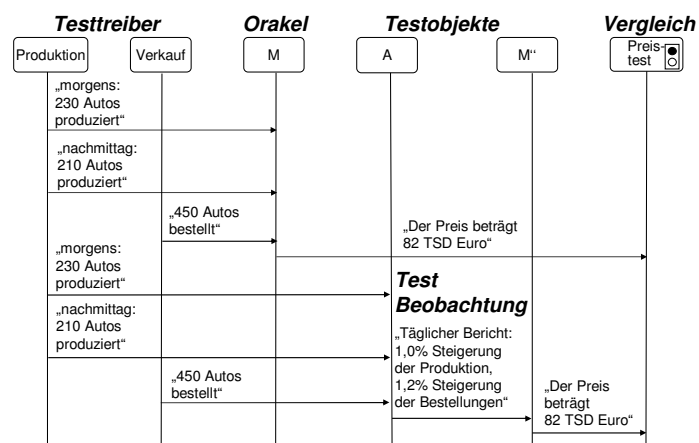 Testtreiber Orakel Testobjekte Vergleich
Produktion Verkauf M A M“ Preis-
test
„morgens:
230 Autos
produziert“
„nachmittag:
210 Autos
produziert“
„450 Autos
bestellt“
„Der Preis beträgt
82 TSD Euro“
„morgens:
230 Autos
produziert“
Test
Beobachtung
„nachmittag:
210 Autos
produziert“
„Täglicher Bericht:
1,0% Steigerung
der Produktion,
1,2% Steigerung
der Bestellungen“
„450 Autos
bestellt“
„Der Preis
beträgt
82 TSD Euro“